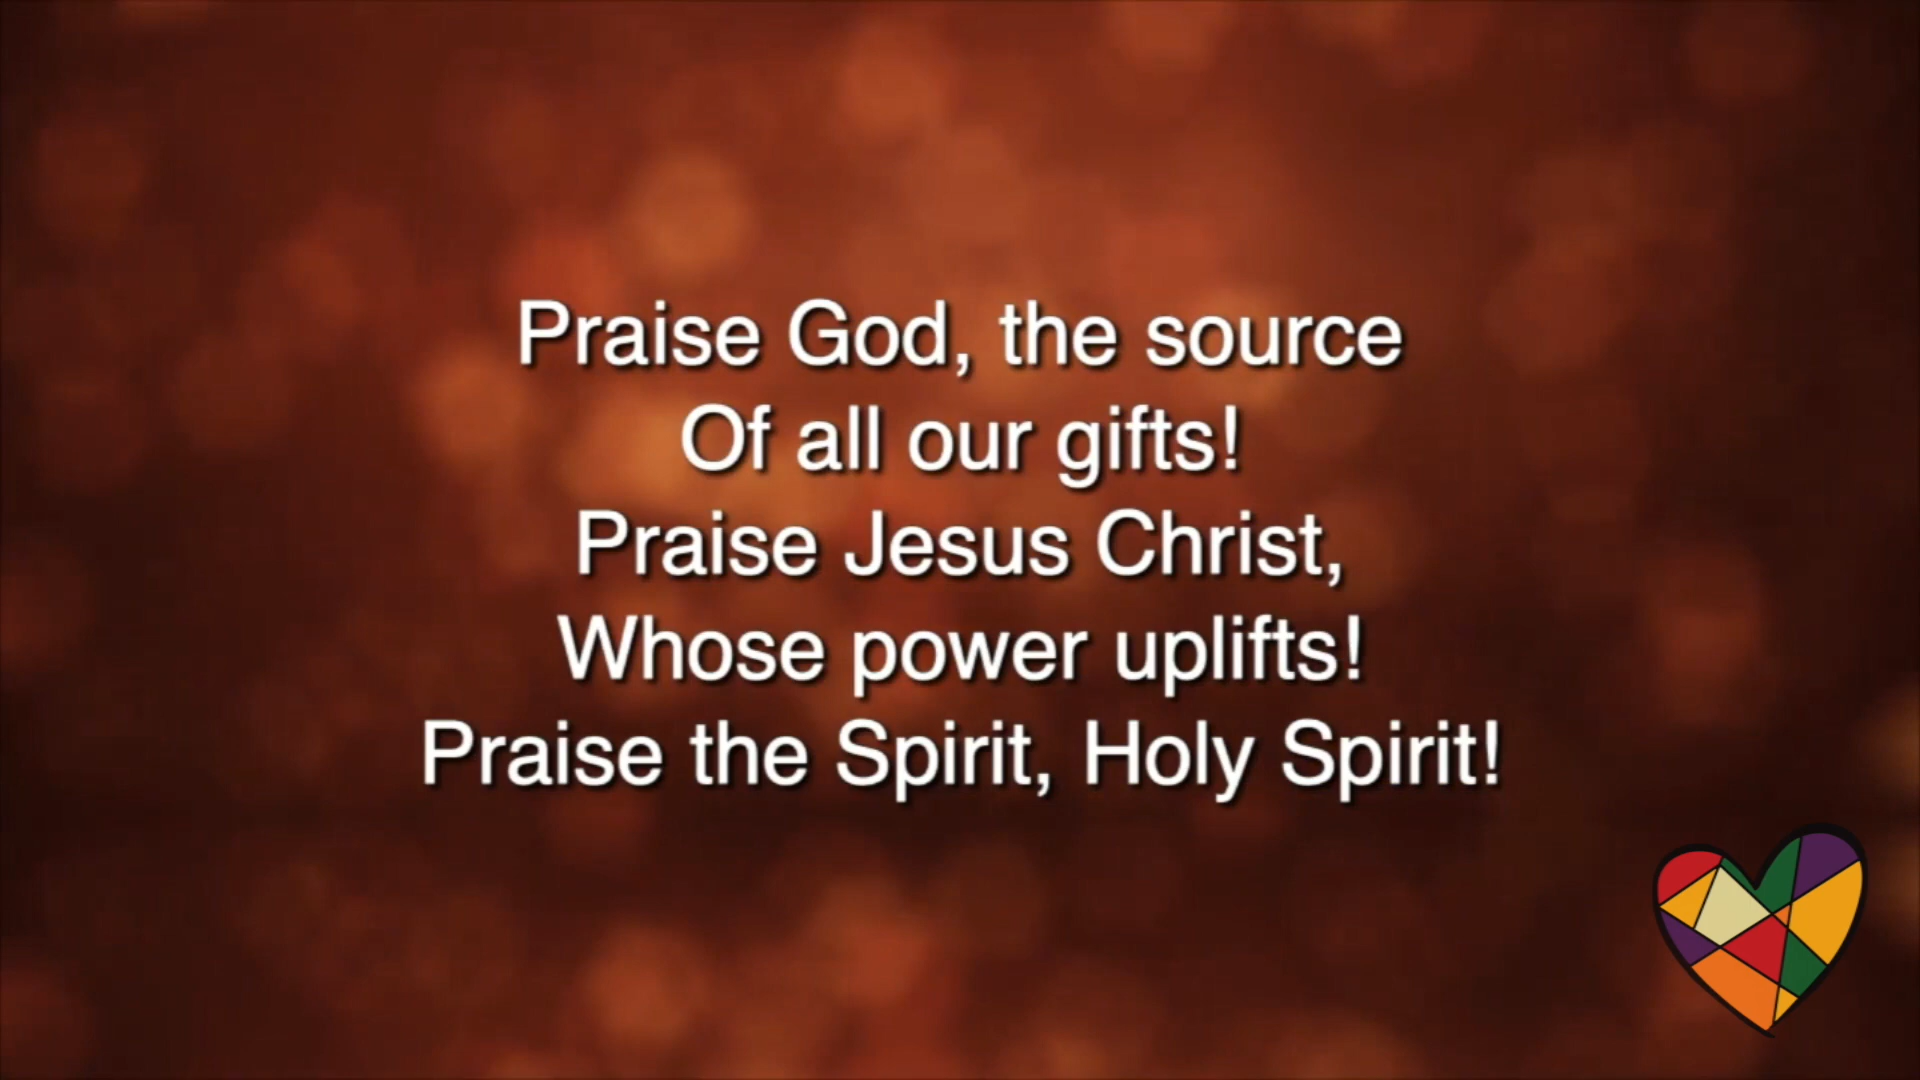 Praise God, the source
Of all our gifts!
Praise Jesus Christ,
Whose power uplifts!
Praise the Spirit, Holy Spirit!